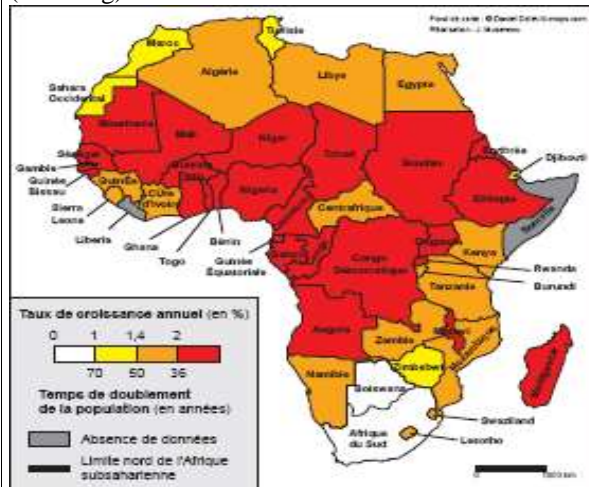 Maroc
Tunisie
Algérie
Libye
Egypte
Sahara
Occidental
Mauritanie
Mali
Niger
Tchad
Soudan
Erythrée
Djibouti
Sénégal
Gambie
Guinée
Bissau
Guinée
Sierra
Leone
Liberia
Côte
d'Ivoire
Ghana
Togo
Bénin
Nigeria
Guinée
Équatoriale
Centrafrique
Ethiopie
Somalie
Congo
Démocratique
Kenya
Rwanda
Burundi
Tanzanie
Angola
Zambie
Malawi
Mozambique
Namibie
Botswana
Zimbabwe
Madagascar
Swaziland
Lesotho
Afrique
du Sud
Taux de croissance annuel (en %)
0 1 1,4 2
70 50 36
Temps de doublement
de la population (en années)
Absence de données
Limite nord de l'Afrique
subsaharienne